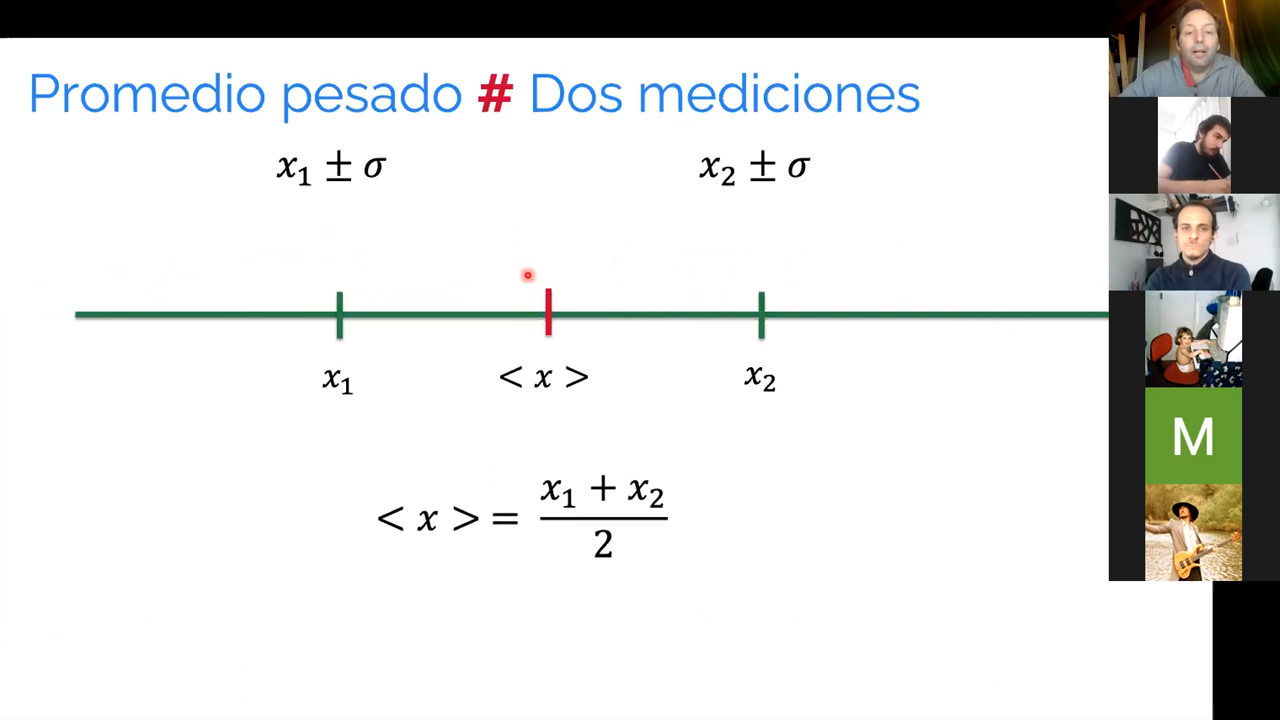 Promedio pesado # Dos mediciones
x₁ ± σ
x₂ ± σ
x₁
< x >
x₂
< x > = (x₁ + x₂) / 2
M